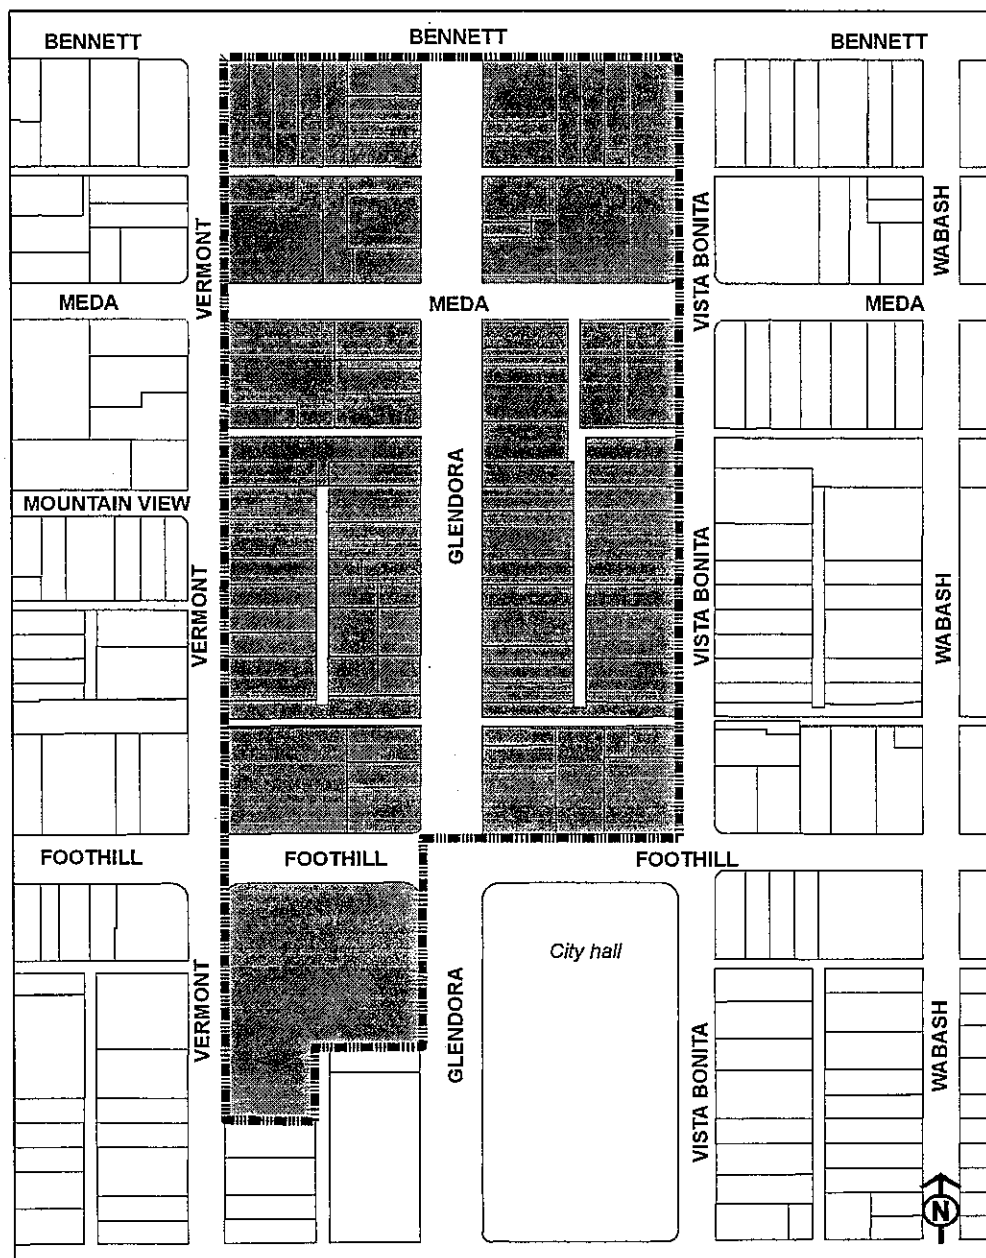 BENNETT
BENNETT
BENNETT
VERMONT
VISTA BONITA
WABASH
MEDA
MEDA
MEDA
GLENDORA
MOUNTAIN VIEW
VERMONT
VISTA BONITA
WABASH
FOOTHILL
FOOTHILL
FOOTHILL
City hall
VERMONT
GLENDORA
VISTA BONITA
WABASH
N